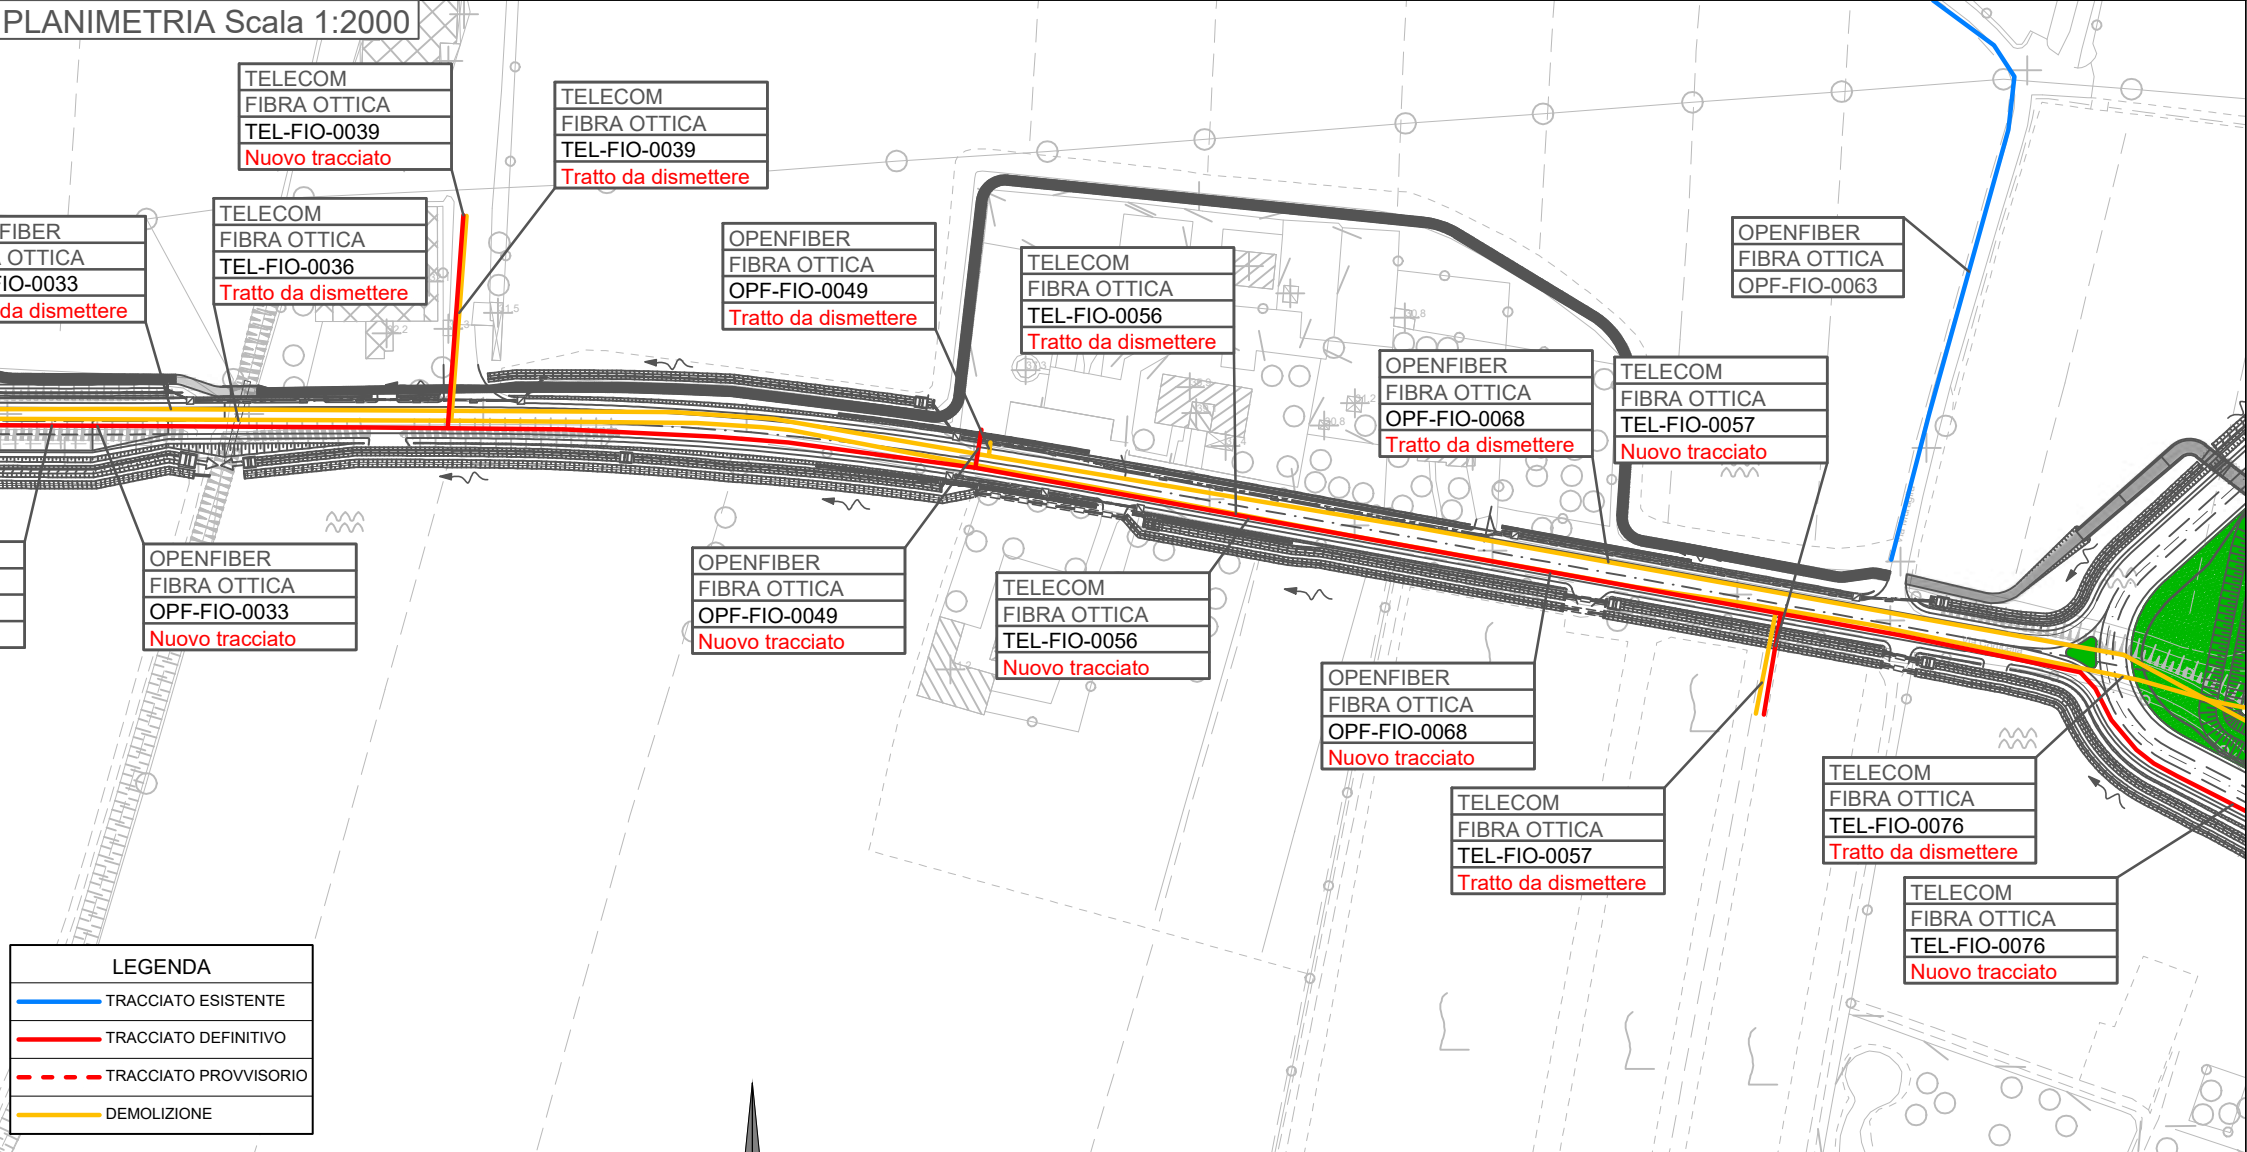 PLANIMETRIA Scala 1:2000
TELECOM
FIBRA OTTICA
TEL-FIO-0039
Nuovo tracciato
TELECOM
FIBRA OTTICA
TEL-FIO-0039
Tratto da dismettere
FIBER
OTTICA
FIO-0033
da dismettere
TELECOM
FIBRA OTTICA
TEL-FIO-0036
Tratto da dismettere
OPENFIBER
FIBRA OTTICA
OPF-FIO-0049
Tratto da dismettere
TELECOM
FIBRA OTTICA
TEL-FIO-0056
Tratto da dismettere
OPENFIBER
FIBRA OTTICA
OPF-FIO-0063
OPENFIBER
FIBRA OTTICA
OPF-FIO-0068
Tratto da dismettere
TELECOM
FIBRA OTTICA
TEL-FIO-0057
Nuovo tracciato
OPENFIBER
FIBRA OTTICA
OPF-FIO-0033
Nuovo tracciato
OPENFIBER
FIBRA OTTICA
OPF-FIO-0049
Nuovo tracciato
TELECOM
FIBRA OTTICA
TEL-FIO-0056
Nuovo tracciato
OPENFIBER
FIBRA OTTICA
OPF-FIO-0068
Nuovo tracciato
TELECOM
FIBRA OTTICA
TEL-FIO-0057
Tratto da dismettere
TELECOM
FIBRA OTTICA
TEL-FIO-0076
Tratto da dismettere
TELECOM
FIBRA OTTICA
TEL-FIO-0076
Nuovo tracciato
LEGENDA
TRACCIATO ESISTENTE
TRACCIATO DEFINITIVO
TRACCIATO PROVVISORIO
DEMOLIZIONE